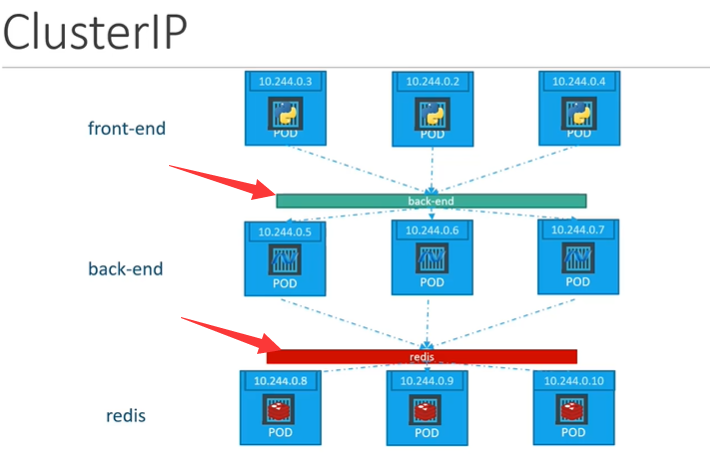 ClusterIP
10.244.0.3
10.244.0.2
10.244.0.4
front-end
POD
POD
POD
back-end
10.244.0.5
10.244.0.6
10.244.0.7
back-end
POD
POD
POD
redis
10.244.0.8
10.244.0.9
10.244.0.10
redis
POD
POD
POD